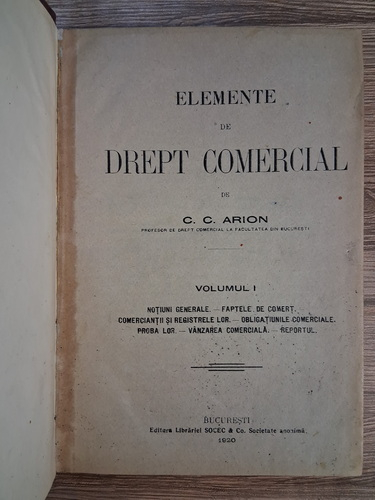 ELEMENTE
DE
DREPT COMERCIAL
DE
C. C. ARION
PROFESOR DE DREPT COMERCIAL LA FACULTATEA DIN BUCUREȘTI
VOLUMUL I
NOȚIUNI GENERALE. — FAPTELE DE COMERȚ.
COMERCIANȚII ȘI REGISTRELE LOR. — OBLIGAȚIUNILE COMERCIALE.
PROBA LOR. — VÂNZAREA COMERCIALĂ. — REPORTUL.
BUCUREȘTI
Editura Librăriei SOCEC & Co. Societate anonimă.
1920